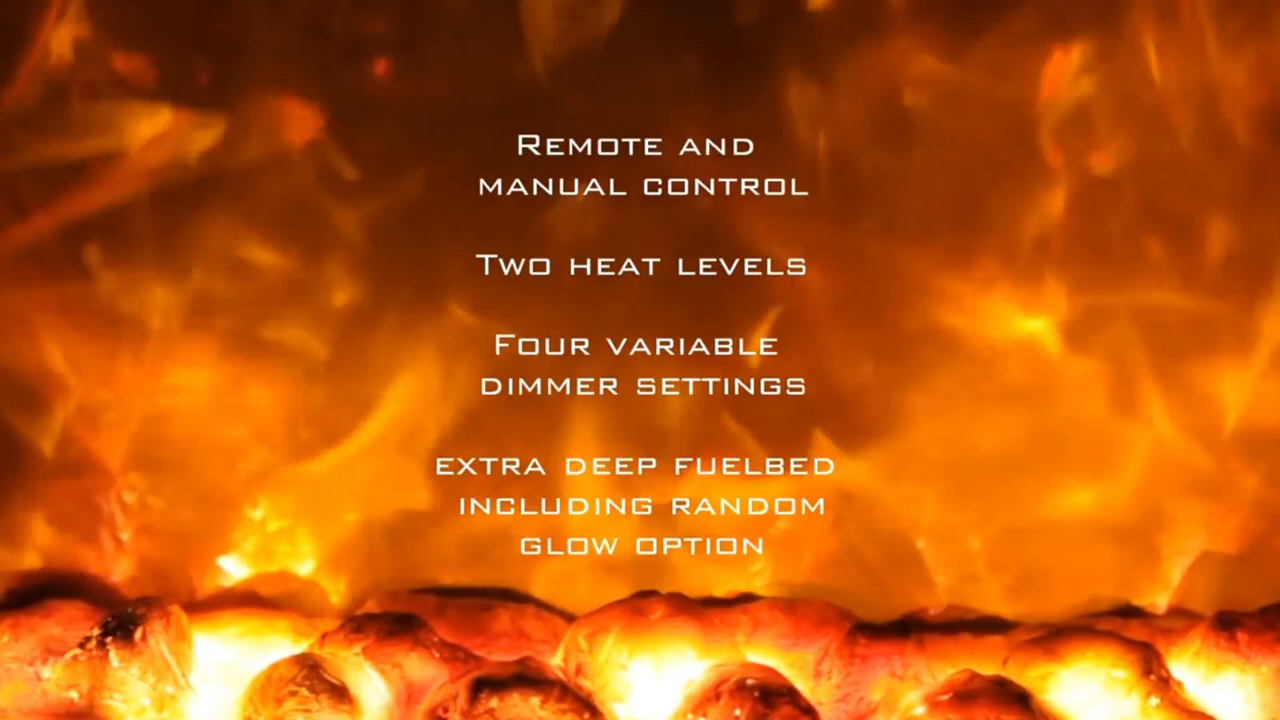 Remote and
manual control
Two heat levels
Four variable
dimmer settings
extra deep fuelbed
including random
glow option